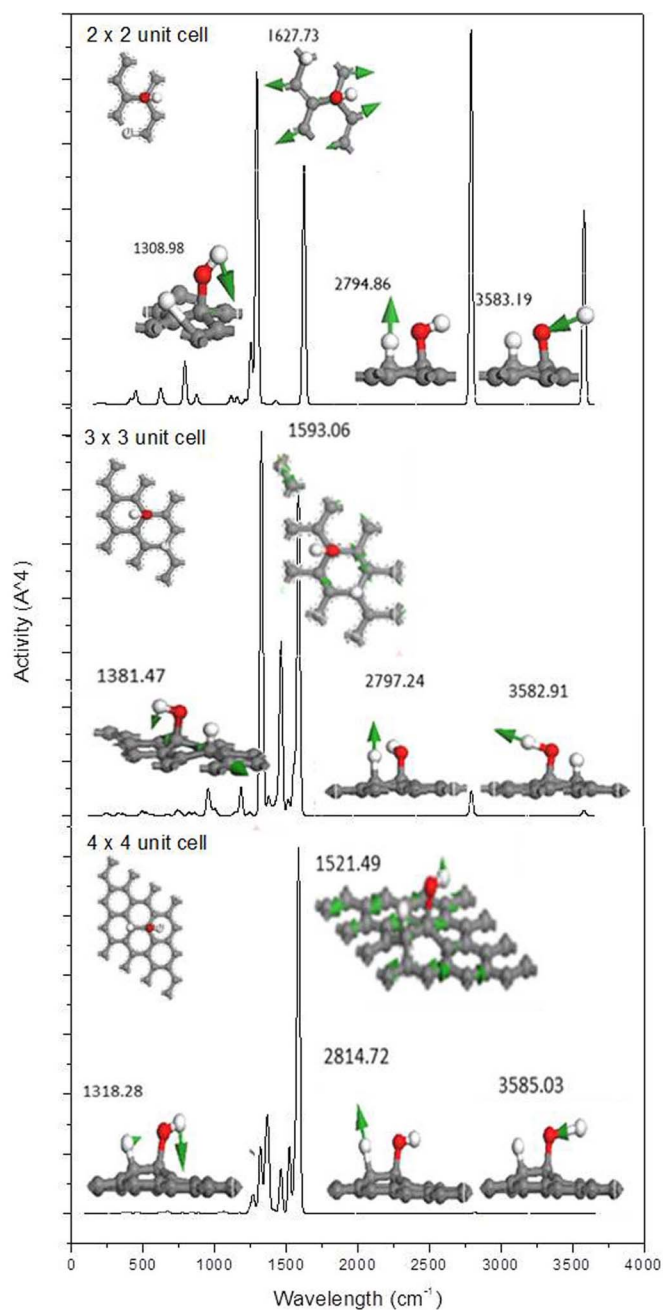 2 x 2 unit cell
1627.73
1308.98
2794.86
3583.19
3 x 3 unit cell
1593.06
1381.47
2797.24
3582.91
4 x 4 unit cell
1521.49
1318.28
2814.72
3585.03
Activity (A^4)
0 500 1000 1500 2000 2500 3000 3500 4000
Wavelength (cm⁻¹)